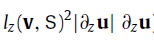 l_z(v, S)²|∂_z u| ∂_z u|